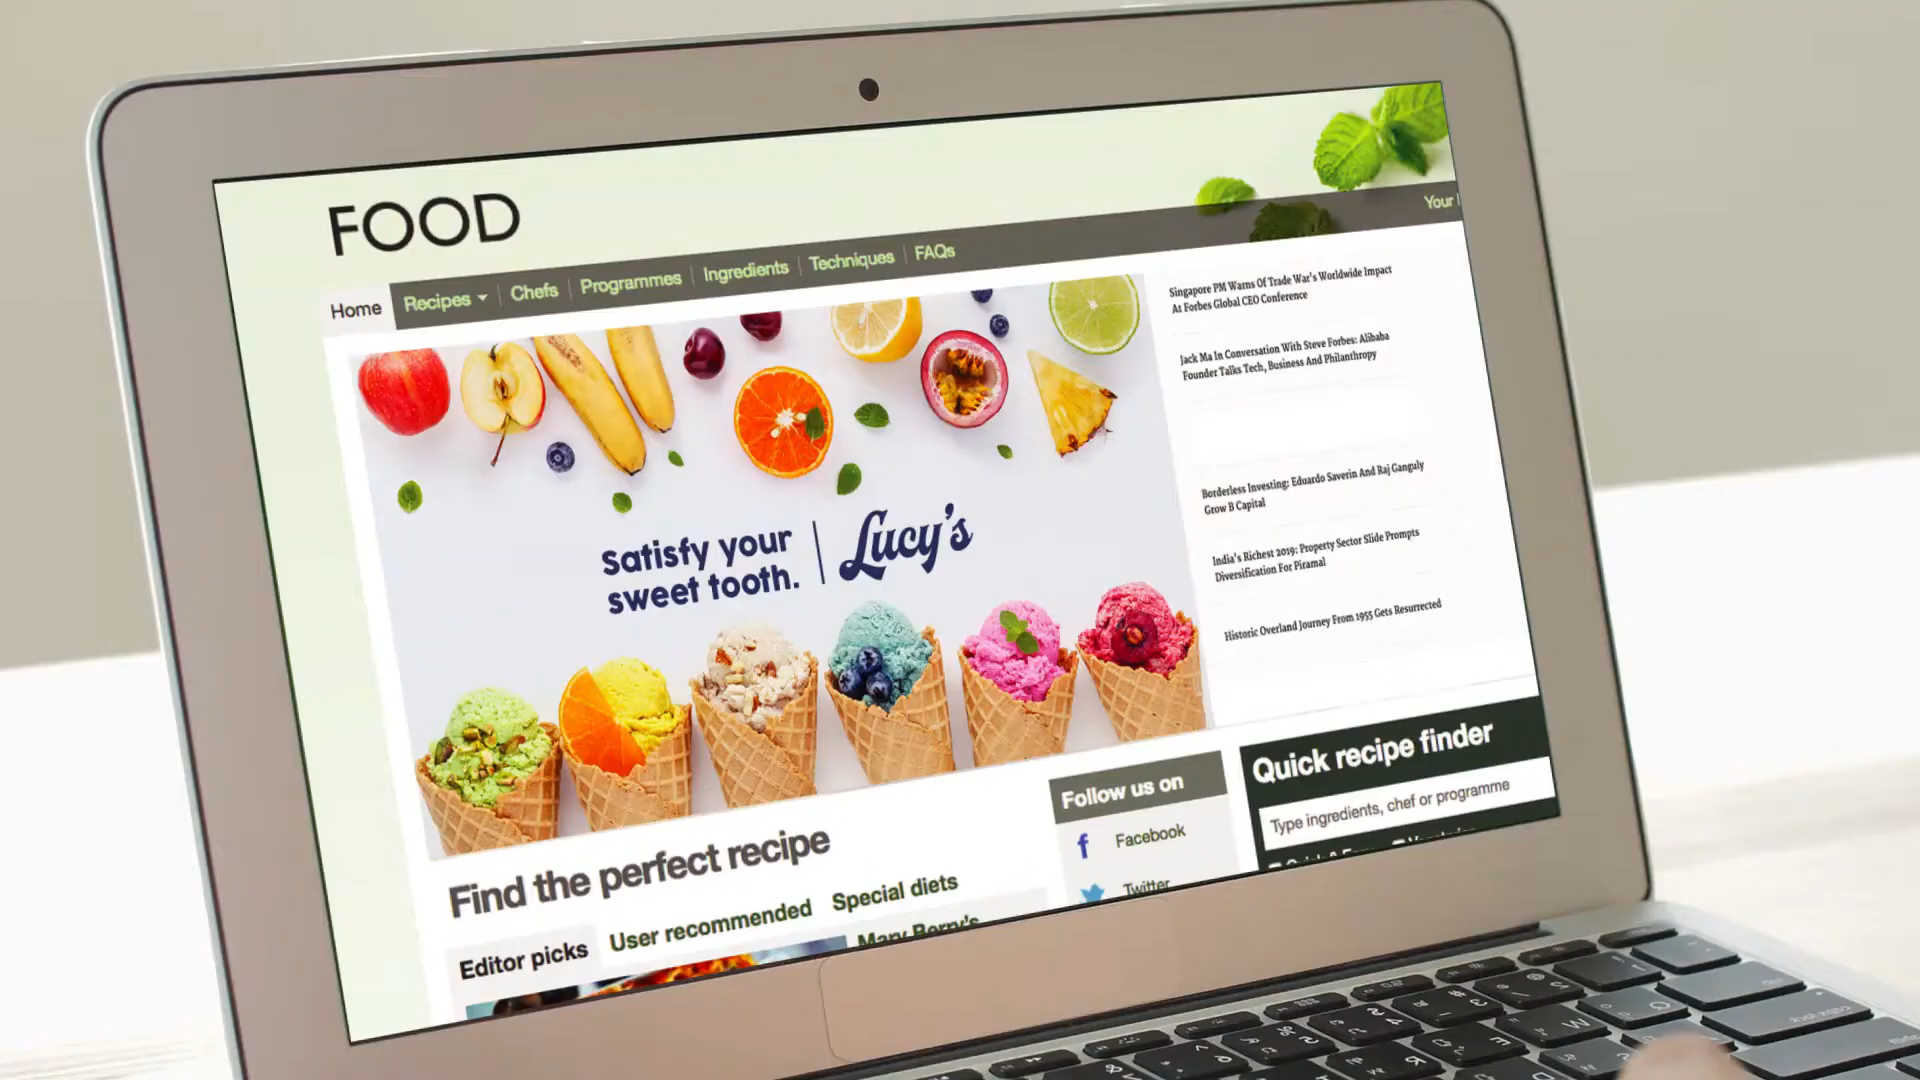 FOOD
Your
Home
Recipes
Chefs
Programmes
Ingredients
Techniques
FAQs
Singapore PM Warns Of Trade War's Worldwide Impact
At Forbes Global CEO Conference
Jack Ma In Conversation With Steve Forbes: Alibaba
Founder Talks Tech, Business And Philanthropy
Borderless Investing: Eduardo Saverin And Raj Ganguly
Grow B Capital
India's Richest 2019: Property Sector Slide Prompts
Diversification For Piramal
Historic Overland Journey From 1955 Gets Resurrected
Satisfy your
sweet tooth.
Lucy's
Find the perfect recipe
Editor picks
User recommended
Special diets
Mary Berry's
Follow us on
Facebook
Twitter
Quick recipe finder
Type ingredients, chef or programme